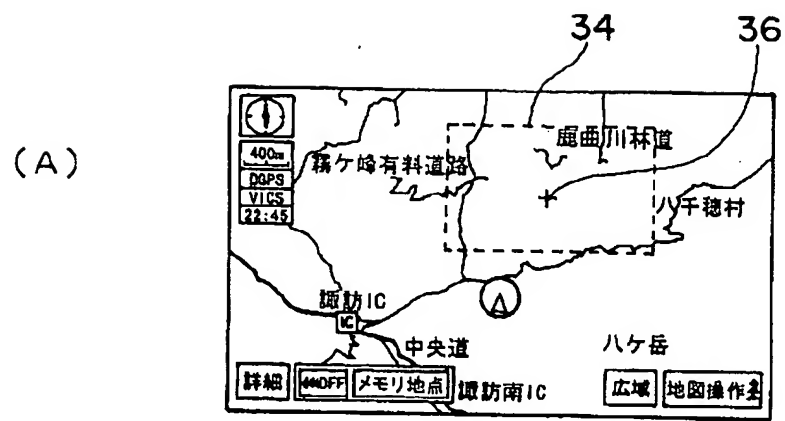 34 36
(A)
400m
DGPS
VICS
22:45
鹿曲川林道
霧ケ峰有料道路
八千穂村
諏訪IC
IC
中央道
八ケ岳
詳細
OFF
メモリ地点
諏訪南IC
広域
地図操作